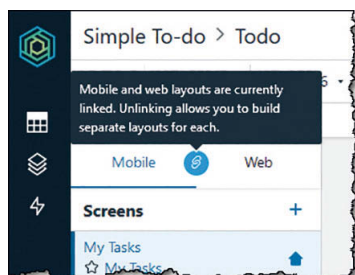 Simple To-do > Todo
6
Mobile and web layouts are currently
linked. Unlinking allows you to build
separate layouts for each.
Mobile
Web
Screens +
My Tasks
My Tasks